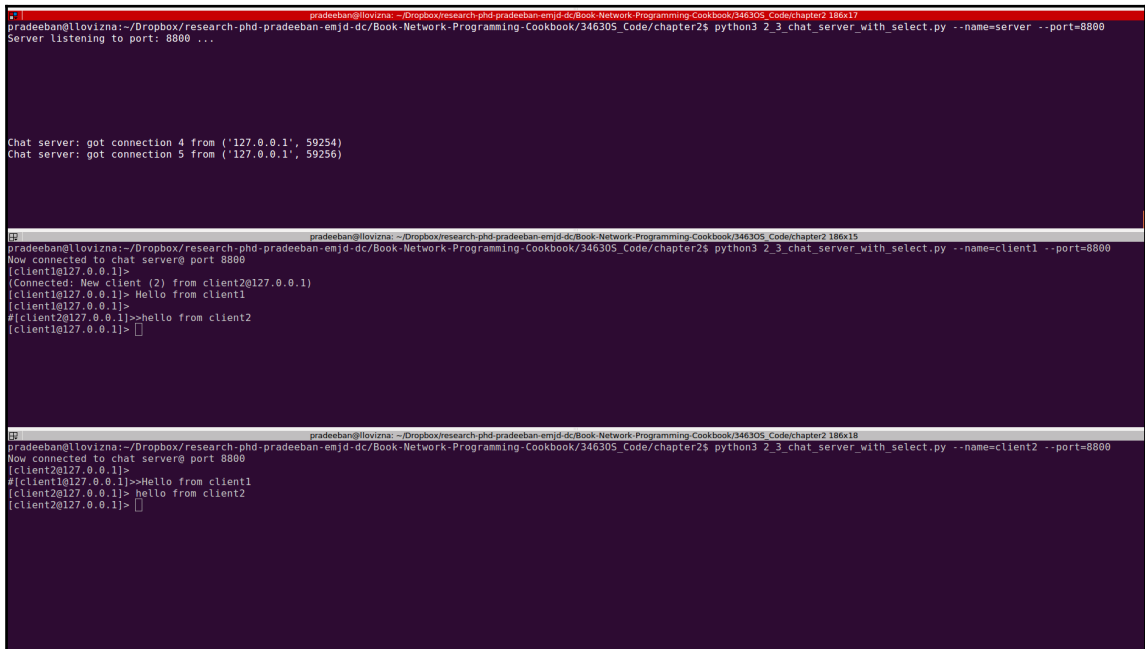 pradeeban@llovizna: ~/Dropbox/research-phd-pradeeban-emjd-dc/Book-Network-Programming-Cookbook/3463OS_Code/chapter2 186x17
pradeeban@llovizna:~/Dropbox/research-phd-pradeeban-emjd-dc/Book-Network-Programming-Cookbook/3463OS_Code/chapter2$ python3 2_3_chat_server_with_select.py --name=server --port=8800
Server listening to port: 8800 ...
Chat server: got connection 4 from ('127.0.0.1', 59254)
Chat server: got connection 5 from ('127.0.0.1', 59256)
pradeeban@llovizna: ~/Dropbox/research-phd-pradeeban-emjd-dc/Book-Network-Programming-Cookbook/3463OS_Code/chapter2 186x15
pradeeban@llovizna:~/Dropbox/research-phd-pradeeban-emjd-dc/Book-Network-Programming-Cookbook/3463OS_Code/chapter2$ python3 2_3_chat_server_with_select.py --name=client1 --port=8800
Now connected to chat server@ port 8800
[client1@127.0.0.1]>
(Connected: New client (2) from client2@127.0.0.1)
[client1@127.0.0.1]> Hello from client1
[client1@127.0.0.1]>
#[client2@127.0.0.1]>>hello from client2
[client1@127.0.0.1]>
pradeeban@llovizna: ~/Dropbox/research-phd-pradeeban-emjd-dc/Book-Network-Programming-Cookbook/3463OS_Code/chapter2 186x18
pradeeban@llovizna:~/Dropbox/research-phd-pradeeban-emjd-dc/Book-Network-Programming-Cookbook/3463OS_Code/chapter2$ python3 2_3_chat_server_with_select.py --name=client2 --port=8800
Now connected to chat server@ port 8800
[client2@127.0.0.1]>
#[client1@127.0.0.1]>>Hello from client1
[client2@127.0.0.1]> hello from client2
[client2@127.0.0.1]>